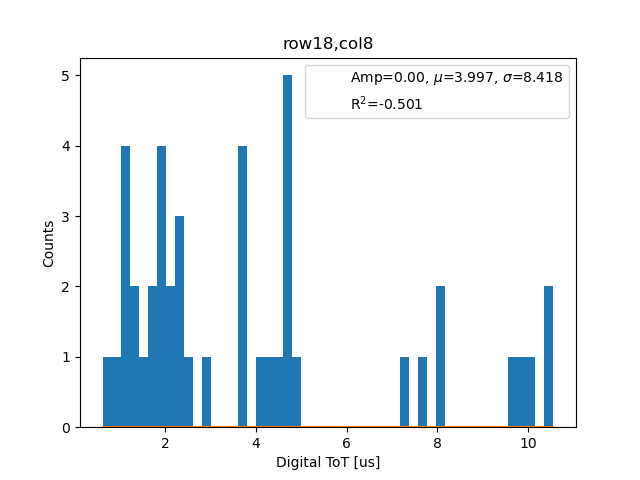 row18,col8
Amp=0.00, μ=3.997, σ=8.418
R²=-0.501
5
4
3
2
1
0
Counts
2 4 6 8 10
Digital ToT [us]